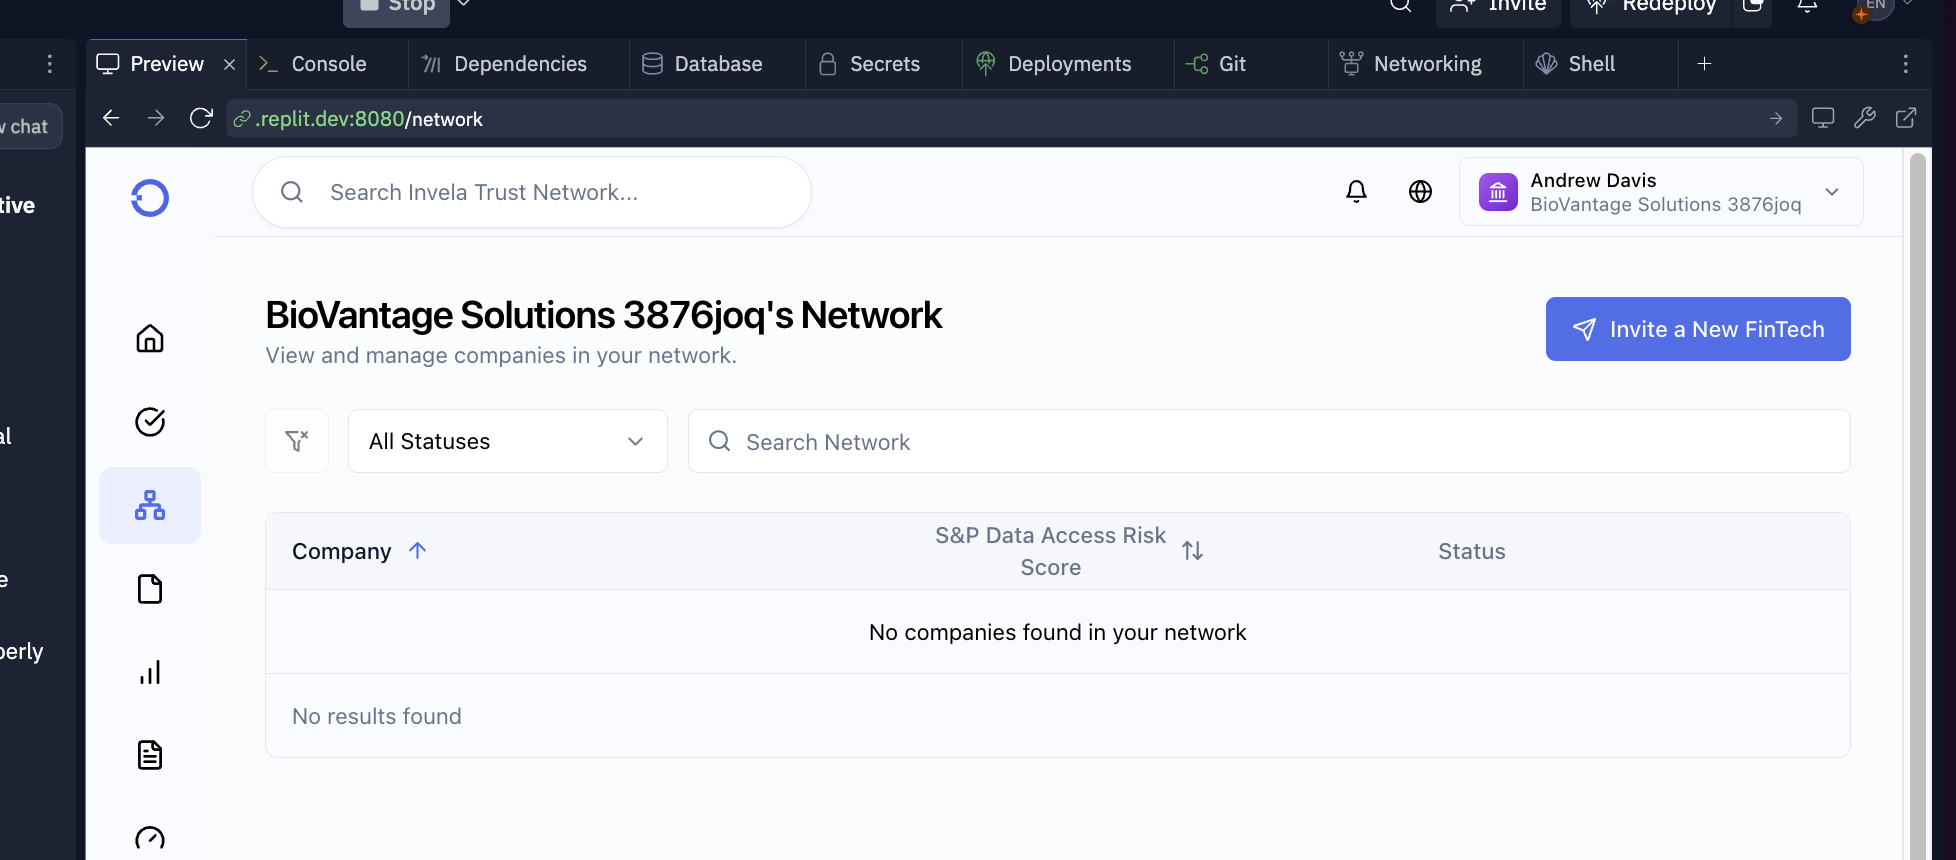 Stop
Invite
Redeploy
EN
Preview
Console
Dependencies
Database
Secrets
Deployments
Git
Networking
Shell
w chat
.replit.dev:8080/network
tive
al
e
perly
Search Invela Trust Network...
Andrew Davis
BioVantage Solutions 3876joq
BioVantage Solutions 3876joq's Network
View and manage companies in your network.
Invite a New FinTech
All Statuses
Search Network
Company
S&P Data Access Risk
Score
Status
No companies found in your network
No results found